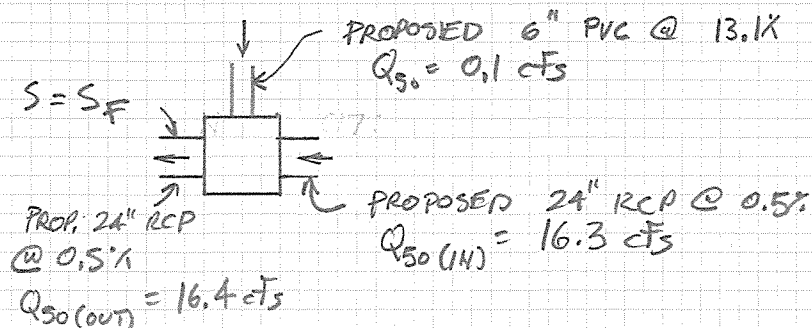 PROPOSED 6" PVC @ 13.1%
Q50 = 0.1 cfs
S = SF
PROPOSED 24" RCP @ 0.5%
Q50 (IN) = 16.3 cfs
PROP. 24" RCP
@ 0.5%
Q50 (OUT) = 16.4 cfs